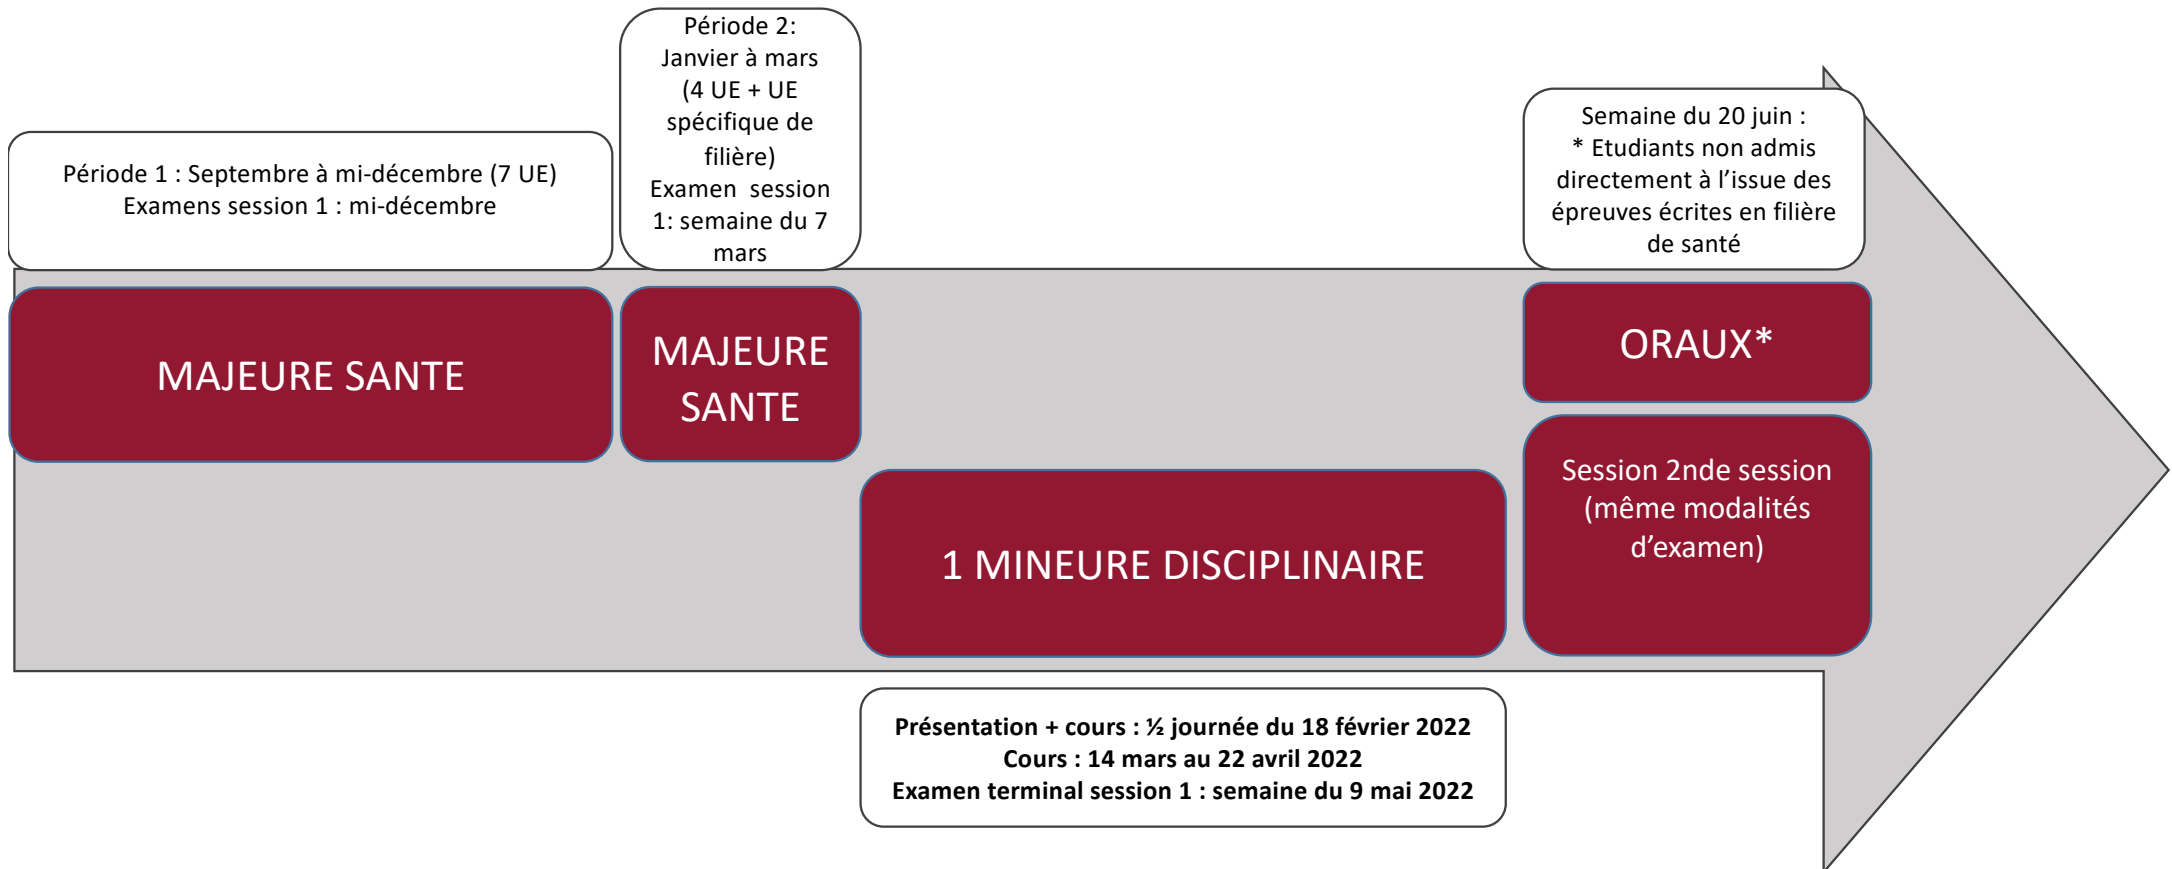 Période 1 : Septembre à mi-décembre (7 UE)
Examens session 1 : mi-décembre
Période 2:
Janvier à mars
(4 UE + UE
spécifique de
filière)
Examen session
1: semaine du 7
mars
Semaine du 20 juin :
* Etudiants non admis
directement à l’issue des
épreuves écrites en filière
de santé
MAJEURE SANTE
MAJEURE
SANTE
ORAUX*
1 MINEURE DISCIPLINAIRE
Session 2nde session
(même modalités
d’examen)
Présentation + cours : ½ journée du 18 février 2022
Cours : 14 mars au 22 avril 2022
Examen terminal session 1 : semaine du 9 mai 2022